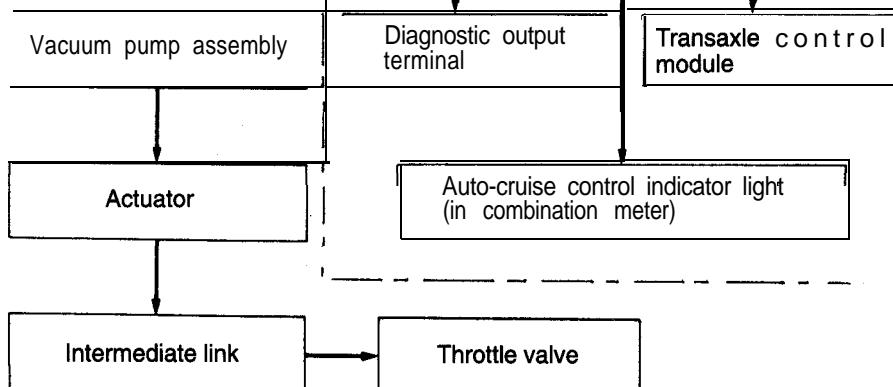 Vacuum pump assembly
Diagnostic output
terminal
Transaxle control
module
Actuator
Auto-cruise control indicator light
(in combination meter)
Intermediate link
Throttle valve